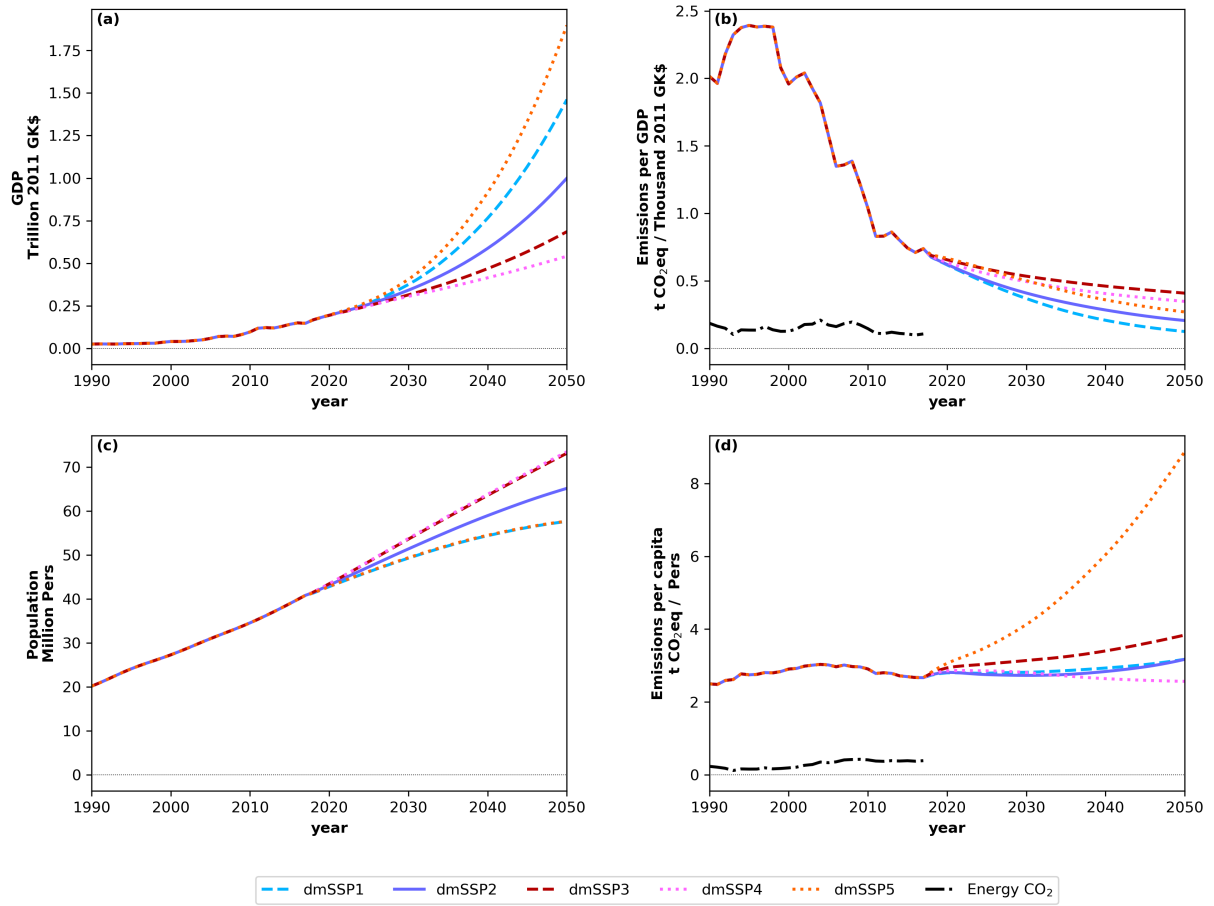 (a)
GDP
Trillion 2011 GK$
1.75
1.50
1.25
1.00
0.75
0.50
0.25
0.00
1990 2000 2010 2020 2030 2040 2050
year
(b)
Emissions per GDP
t CO₂eq / Thousand 2011 GK$
2.5
2.0
1.5
1.0
0.5
0.0
1990 2000 2010 2020 2030 2040 2050
year
(c)
Population
Million Pers
70
60
50
40
30
20
10
0
1990 2000 2010 2020 2030 2040 2050
year
(d)
Emissions per capita
t CO₂eq / Pers
8
6
4
2
0
1990 2000 2010 2020 2030 2040 2050
year
dmSSP1 dmSSP2 dmSSP3 dmSSP4 dmSSP5 Energy CO₂